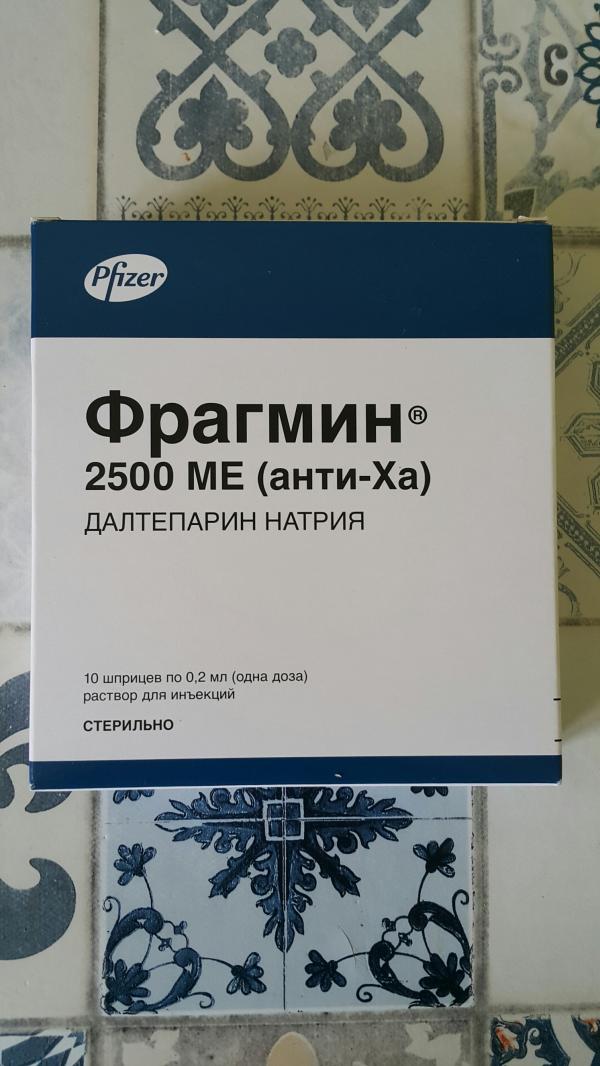 Pfizer
Фрагмин®
2500 МЕ (анти-Ха)
ДАЛТЕПАРИН НАТРИЯ
10 шприцев по 0,2 мл (одна доза)
раствор для инъекций
СТЕРИЛЬНО